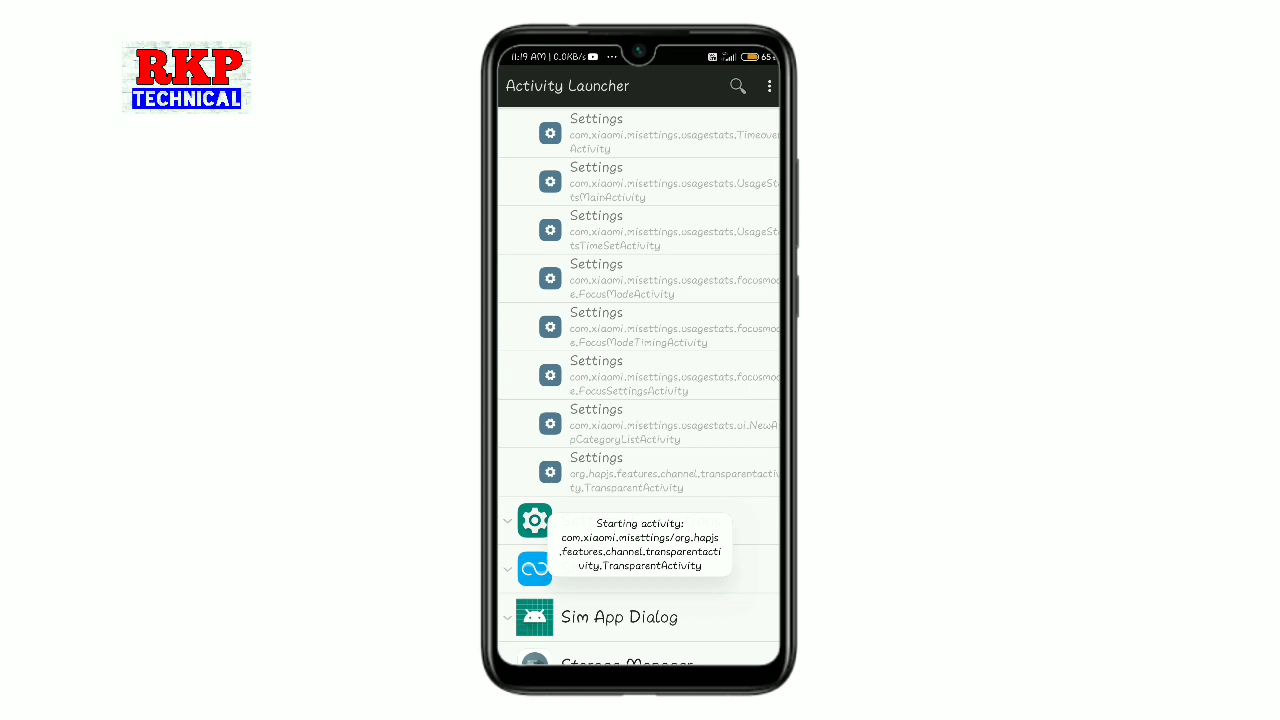 RKP
TECHNICAL
11:19 AM | 0.0KB/s ...
65
Activity Launcher
Settings
com.xiaomi.misettings.usagestats.Timeover
Activity
Settings
com.xiaomi.misettings.usagestats.UsageSta
tsMainActivity
Settings
com.xiaomi.misettings.usagestats.UsageSta
tsTimeSetActivity
Settings
com.xiaomi.misettings.usagestats.focusmod
e.FocusModeActivity
Settings
com.xiaomi.misettings.usagestats.focusmod
e.FocusModeTimingActivity
Settings
com.xiaomi.misettings.usagestats.focusmod
e.FocusSettingsActivity
Settings
com.xiaomi.misettings.usagestats.ui.NewAp
pCategoryListActivity
Settings
org.hapjs.features.channel.transparentactivi
ty.TransparentActivity
Starting activity:
com.xiaomi.misettings/org.hapjs
.features.channel.transparentacti
vity.TransparentActivity
Sim App Dialog
Storage Manager